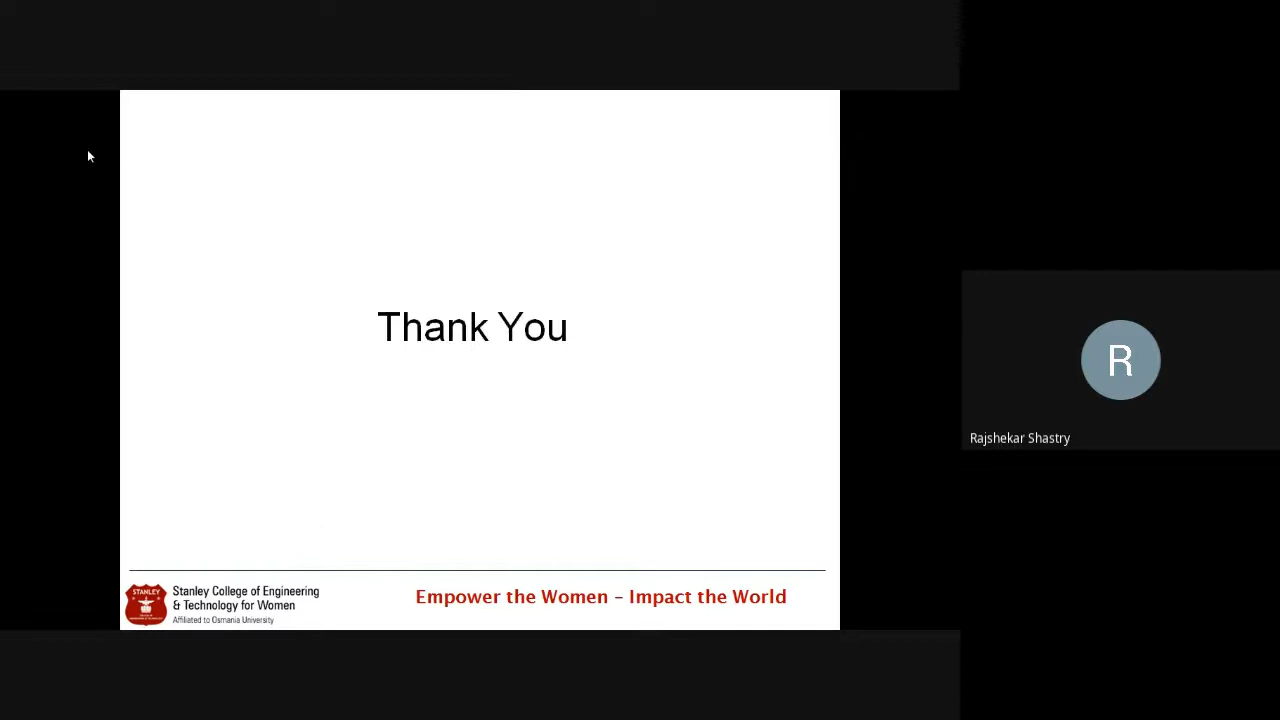 Thank You
R
Rajshekar Shastry
STANLEY
Stanley College of Engineering
& Technology for Women
Affiliated to Osmania University
Empower the Women – Impact the World